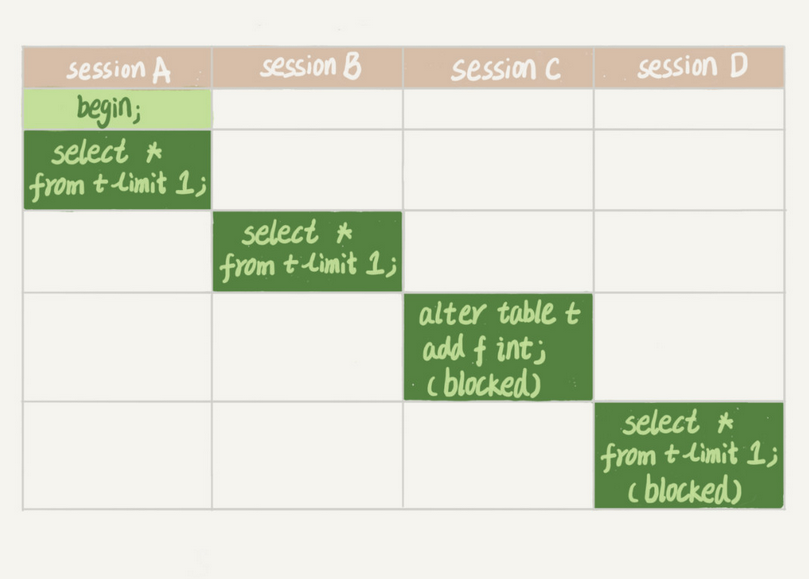 session A
session B
session C
session D
begin;
select *
from t limit 1;
select *
from t limit 1;
alter table t
add f int;
(blocked)
select *
from t limit 1;
(blocked)